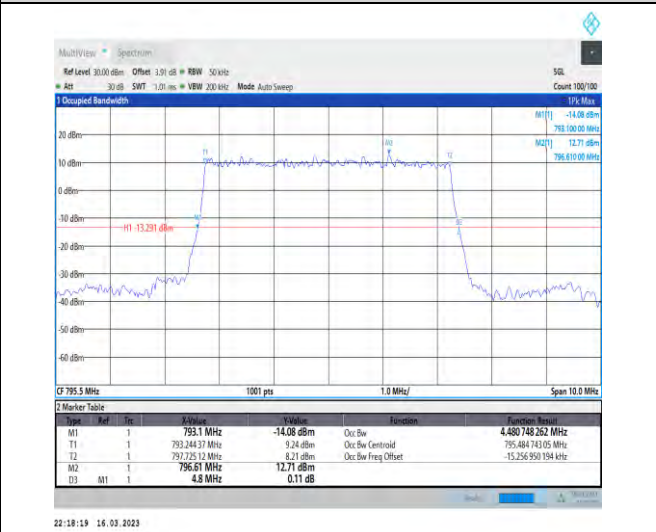 MultiView Spectrum
Ref Level 30.00 dBm Offset 3.91 dB RBW 50 kHz SGL
Att 30 dB SWT 1.01 ms VBW 200 kHz Mode Auto Sweep Count 100/100
1 Occupied Bandwidth 1Pk Max
M1[1] -14.08 dBm
793.100 00 MHz
M2[1] 12.71 dBm
796.610 00 MHz
20 dBm
T1 M2 T2
10 dBm
0 dBm
-10 dBm
H1 -13.291 dBm
-20 dBm
-30 dBm
-40 dBm
-50 dBm
-60 dBm
CF 795.5 MHz 1001 pts 1.0 MHz/ Span 10.0 MHz
2 Marker Table
Type Ref Trc X-Value Y-Value Function Function Result
M1 1 793.1 MHz -14.08 dBm Occ Bw 4.480 748 262 MHz
T1 1 793.244 37 MHz 9.24 dBm Occ Bw Centroid 795.484 743 05 MHz
T2 1 797.725 12 MHz 8.21 dBm Occ Bw Freq Offset -15.256 950 194 kHz
M2 1 796.61 MHz 12.71 dBm
D3 M1 1 4.8 MHz 0.11 dB
22:18:19 16.03.2023